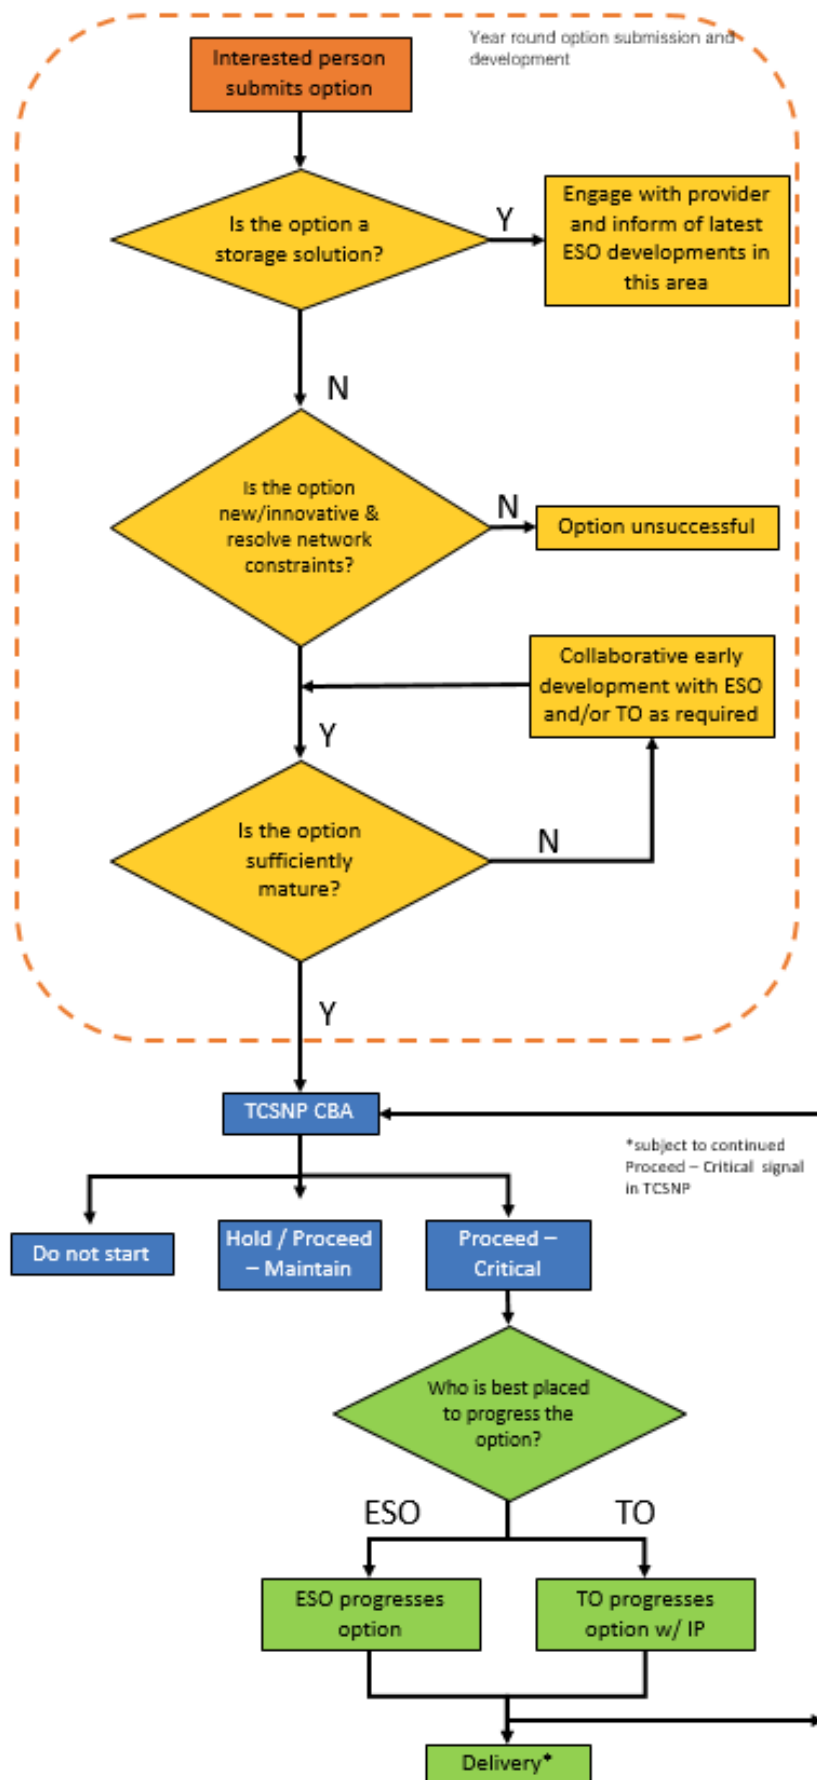 Year round option submission and
development
Interested person
submits option
Is the option a
storage solution?
Y
Engage with provider
and inform of latest
ESO developments in
this area
N
Is the option
new/innovative &
resolve network
constraints?
N
Option unsuccessful
Collaborative early
development with ESO
and/or TO as required
Y
Is the option
sufficiently
mature?
N
Y
TCSNP CBA
*subject to continued
Proceed – Critical signal
in TCSNP
Do not start
Hold / Proceed
– Maintain
Proceed –
Critical
Who is best placed
to progress the
option?
ESO
TO
ESO progresses
option
TO progresses
option w/ IP
Delivery*